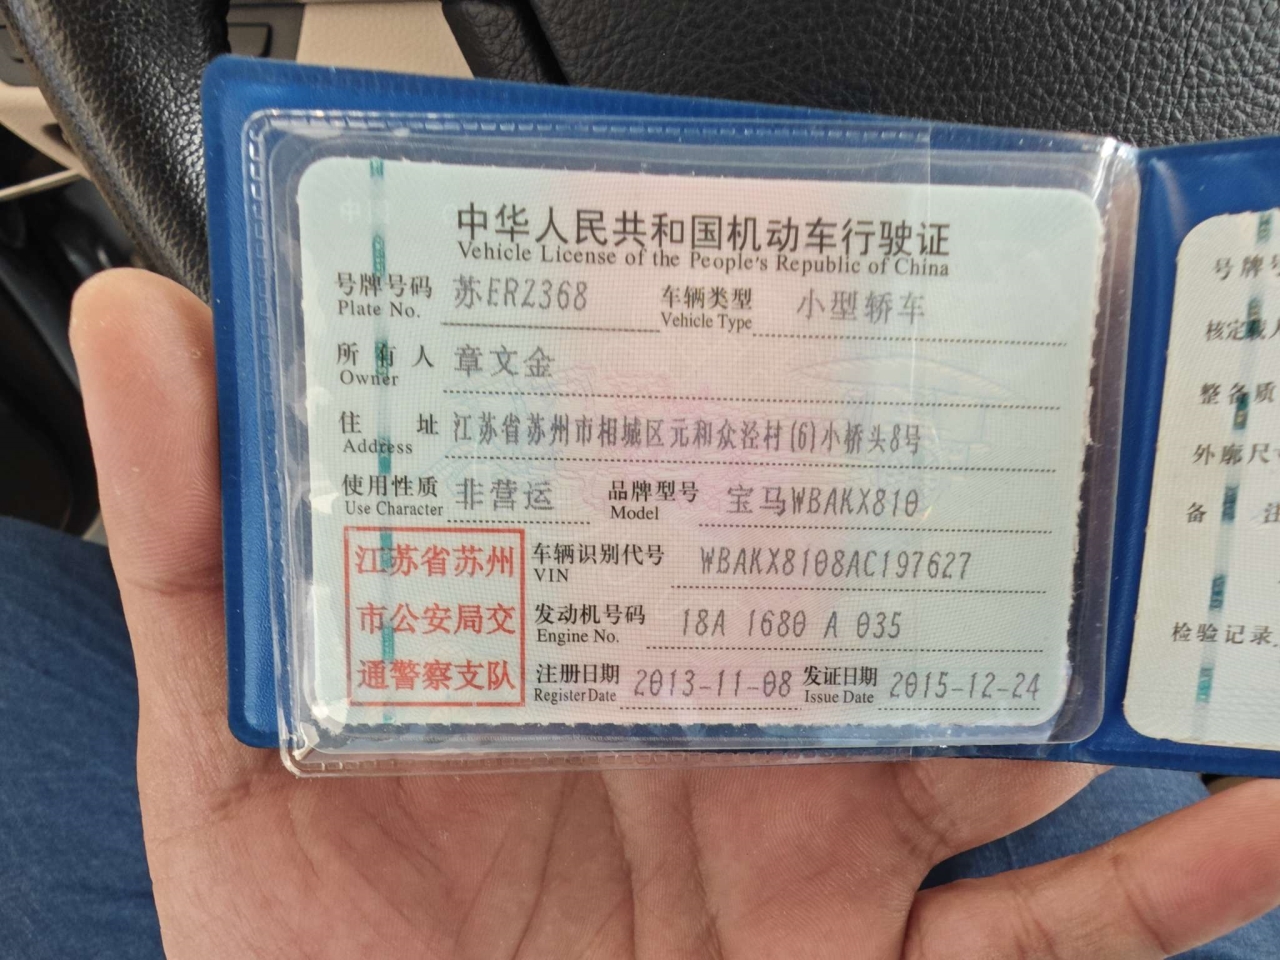 中华人民共和国机动车行驶证
Vehicle License of the People's Republic of China
号牌号码 苏ERZ368 车辆类型 小型轿车
Plate No. Vehicle Type
所有人 章文金
Owner
住址 江苏省苏州市相城区元和众泾村(6)小桥头8号
Address
使用性质 非营运 品牌型号 宝马WBAKX810
Use Character Model
江苏省苏州
市公安局交
通警察支队
车辆识别代号 WBAKX8108AC197627
VIN
发动机号码 18A 1680 A 035
Engine No.
注册日期 2013-11-08 发证日期 2015-12-24
Register Date Issue Date
号牌号
核定载人
整备质
外廓尺寸
备注
检验记录